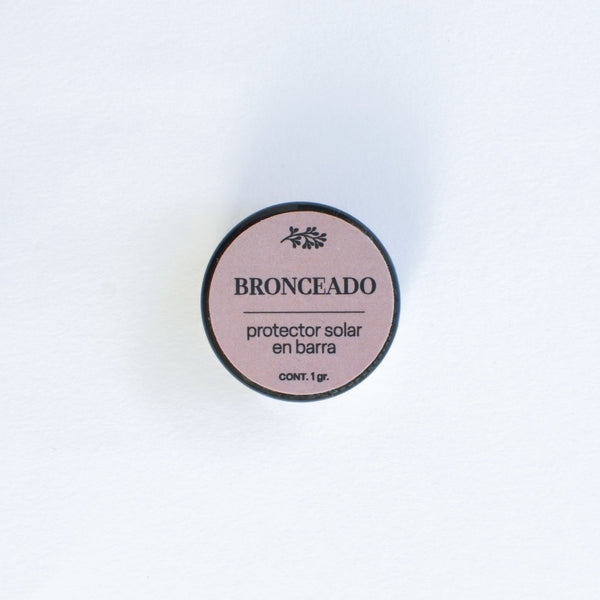 BRONCEADO
protector solar
en barra
CONT. 1 gr.